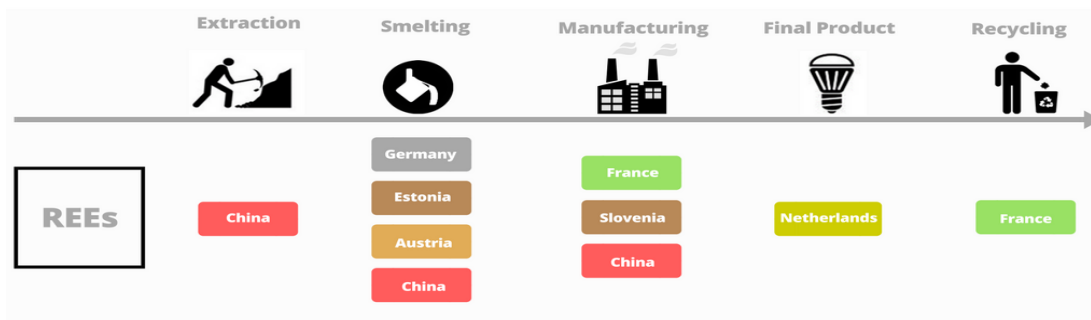 Extraction
Smelting
Manufacturing
Final Product
Recycling
REEs
China
Germany
Estonia
Austria
China
France
Slovenia
China
Netherlands
France